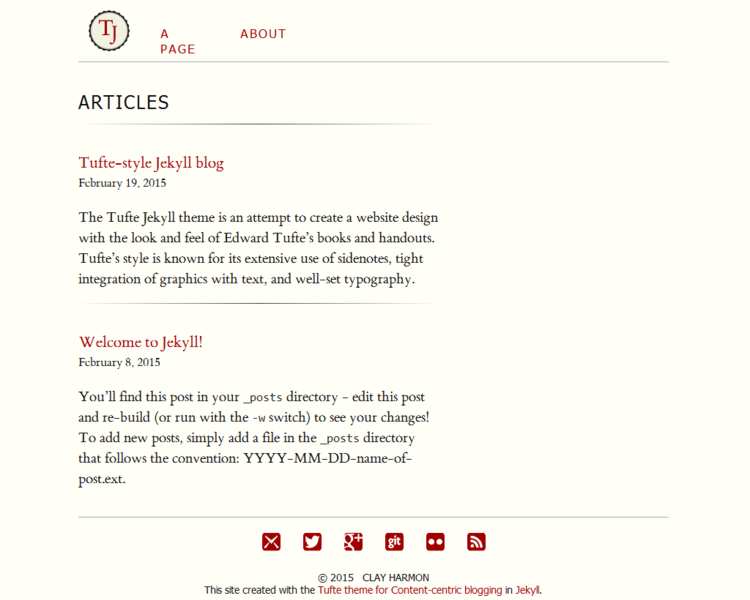 TJ
A
PAGE
ABOUT
ARTICLES
Tufte-style Jekyll blog
February 19, 2015
The Tufte Jekyll theme is an attempt to create a website design
with the look and feel of Edward Tufte's books and handouts.
Tufte's style is known for its extensive use of sidenotes, tight
integration of graphics with text, and well-set typography.
Welcome to Jekyll!
February 8, 2015
You'll find this post in your _posts directory - edit this post
and re-build (or run with the -w switch) to see your changes!
To add new posts, simply add a file in the _posts directory
that follows the convention: YYYY-MM-DD-name-of-
post.ext.
g+ git
© 2015 CLAY HARMON
This site created with the Tufte theme for Content-centric blogging in Jekyll.